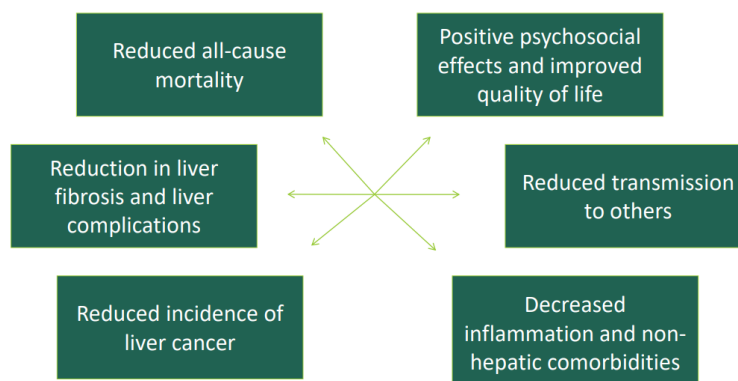 Reduced all-cause
mortality
Positive psychosocial
effects and improved
quality of life
Reduction in liver
fibrosis and liver
complications
Reduced transmission
to others
Reduced incidence of
liver cancer
Decreased
inflammation and non-
hepatic comorbidities